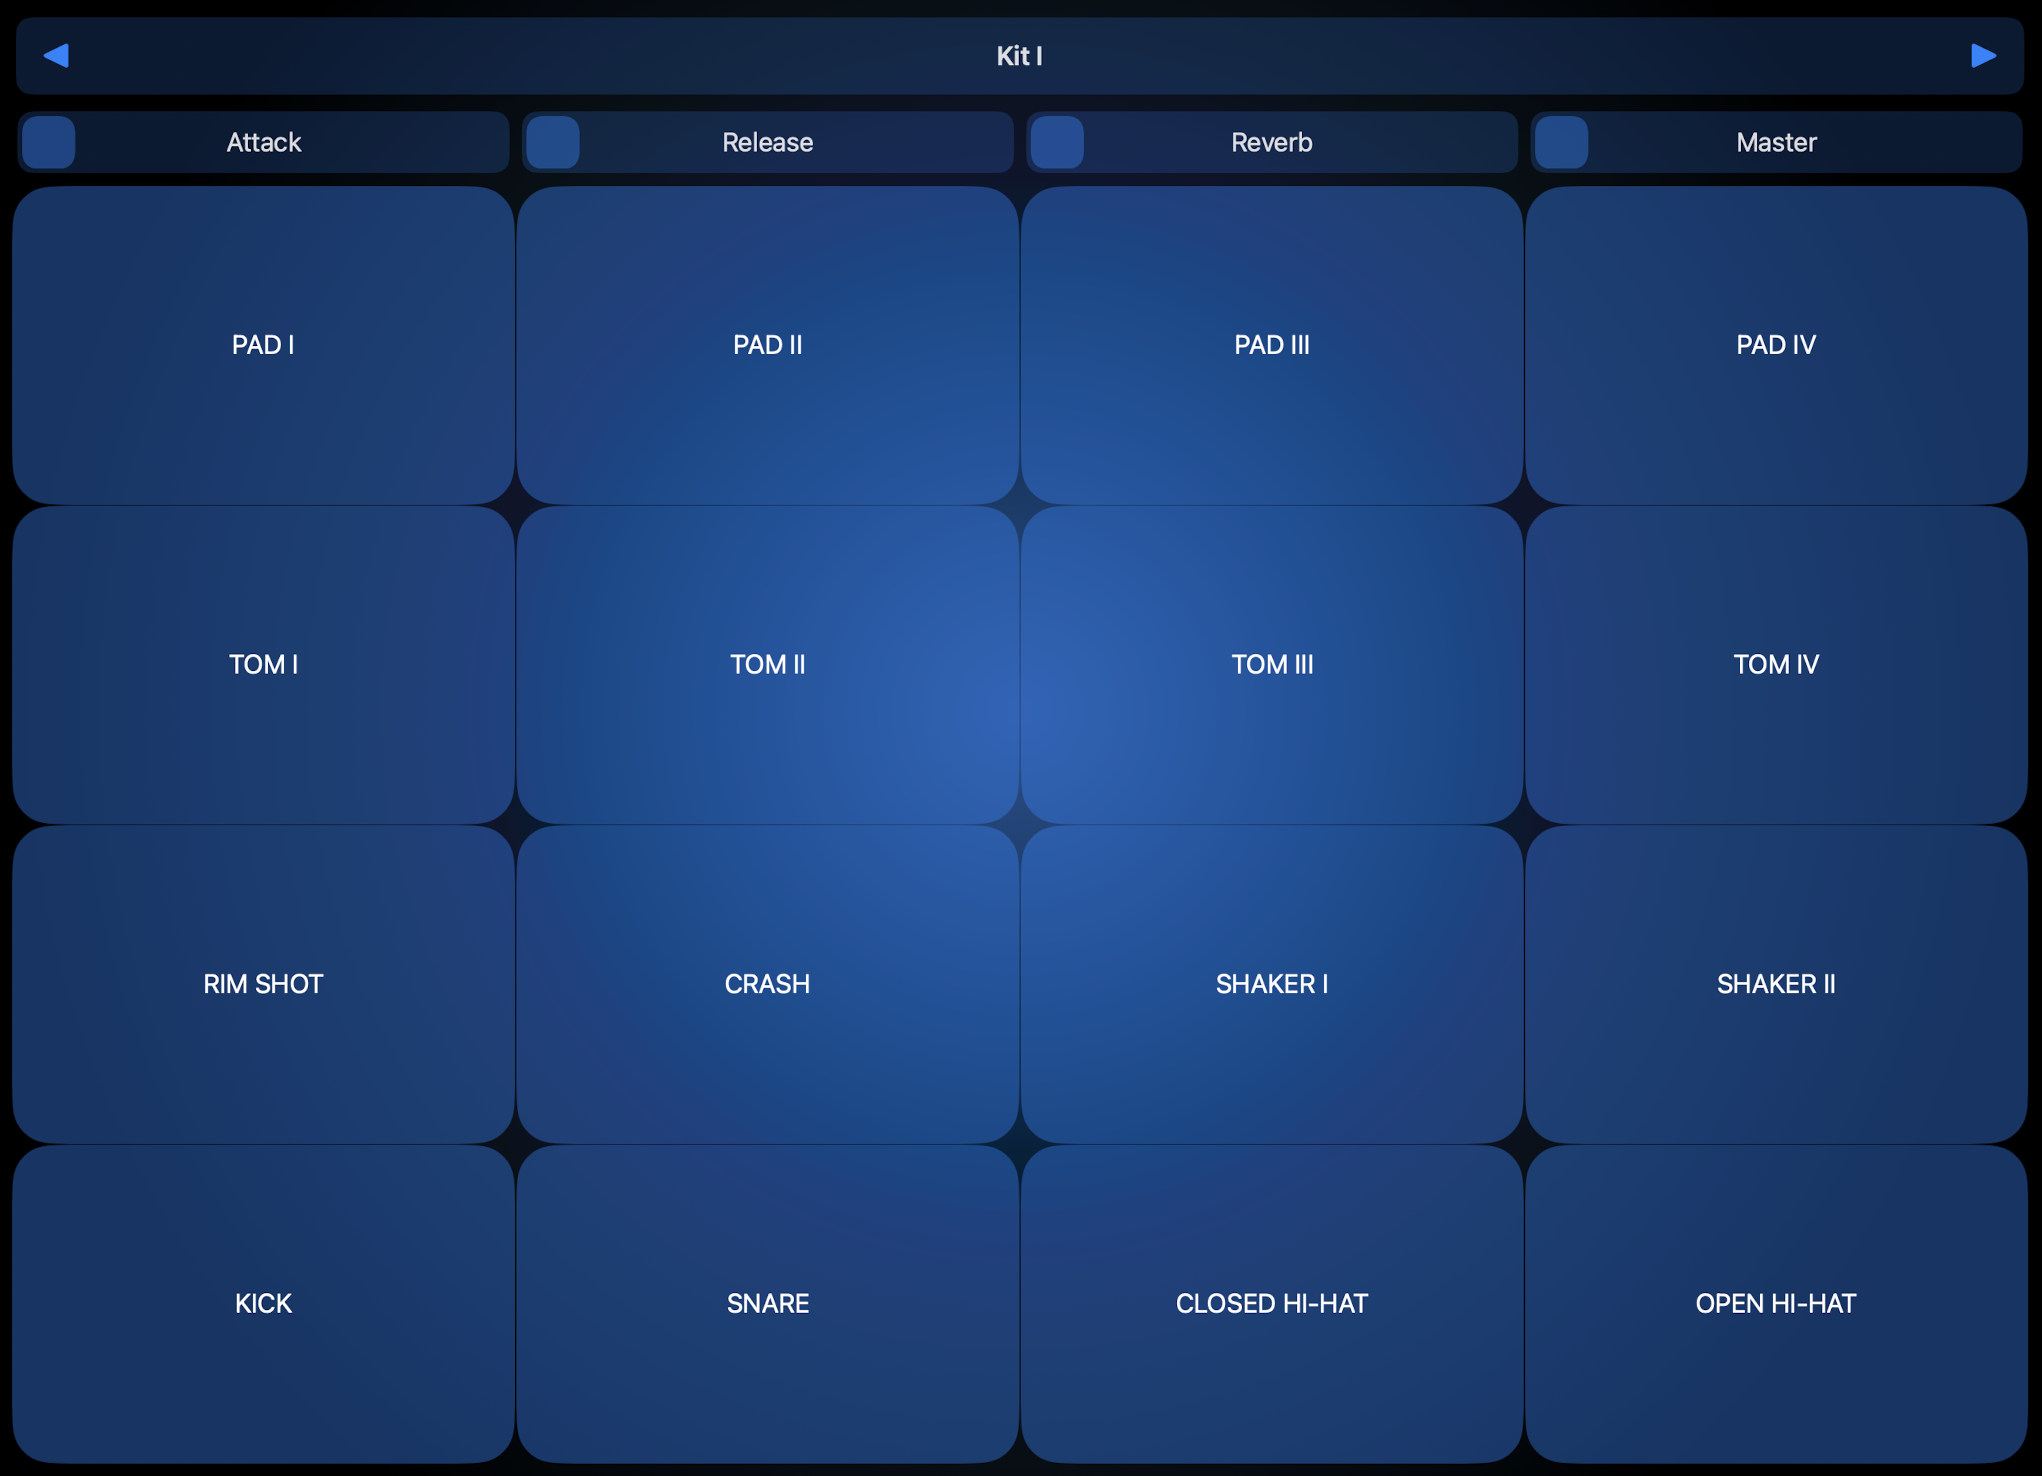 Kit I
Attack Release Reverb Master
PAD I PAD II PAD III PAD IV
TOM I TOM II TOM III TOM IV
RIM SHOT CRASH SHAKER I SHAKER II
KICK SNARE CLOSED HI-HAT OPEN HI-HAT